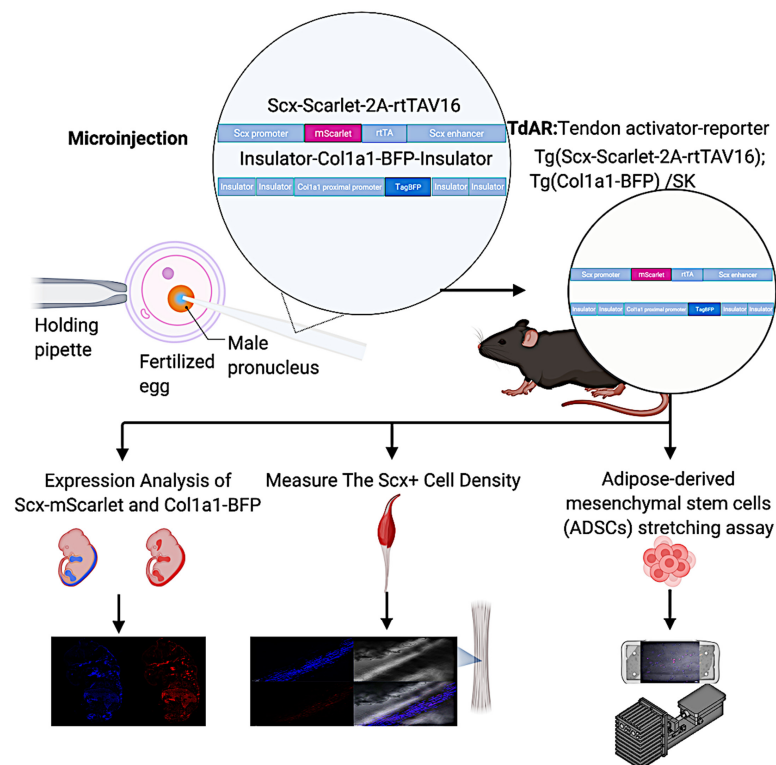 Scx-Scarlet-2A-rtTAV16
Scx promoter mScarlet rtTA Scx enhancer
Insulator-Col1a1-BFP-Insulator
Insulator Insulator Col1a1 proximal promoter TagBFP Insulator Insulator
Microinjection
TdAR:Tendon activator-reporter
Tg(Scx-Scarlet-2A-rtTAV16);
Tg(Col1a1-BFP) /SK
Scx promoter mScarlet rtTA Scx enhancer
Insulator Insulator Col1a1 proximal promoter TagBFP Insulator Insulator
Holding
pipette
Fertilized
egg
Male
pronucleus
Expression Analysis of
Scx-mScarlet and Col1a1-BFP
Measure The Scx+ Cell Density
Adipose-derived
mesenchymal stem cells
(ADSCs) stretching assay